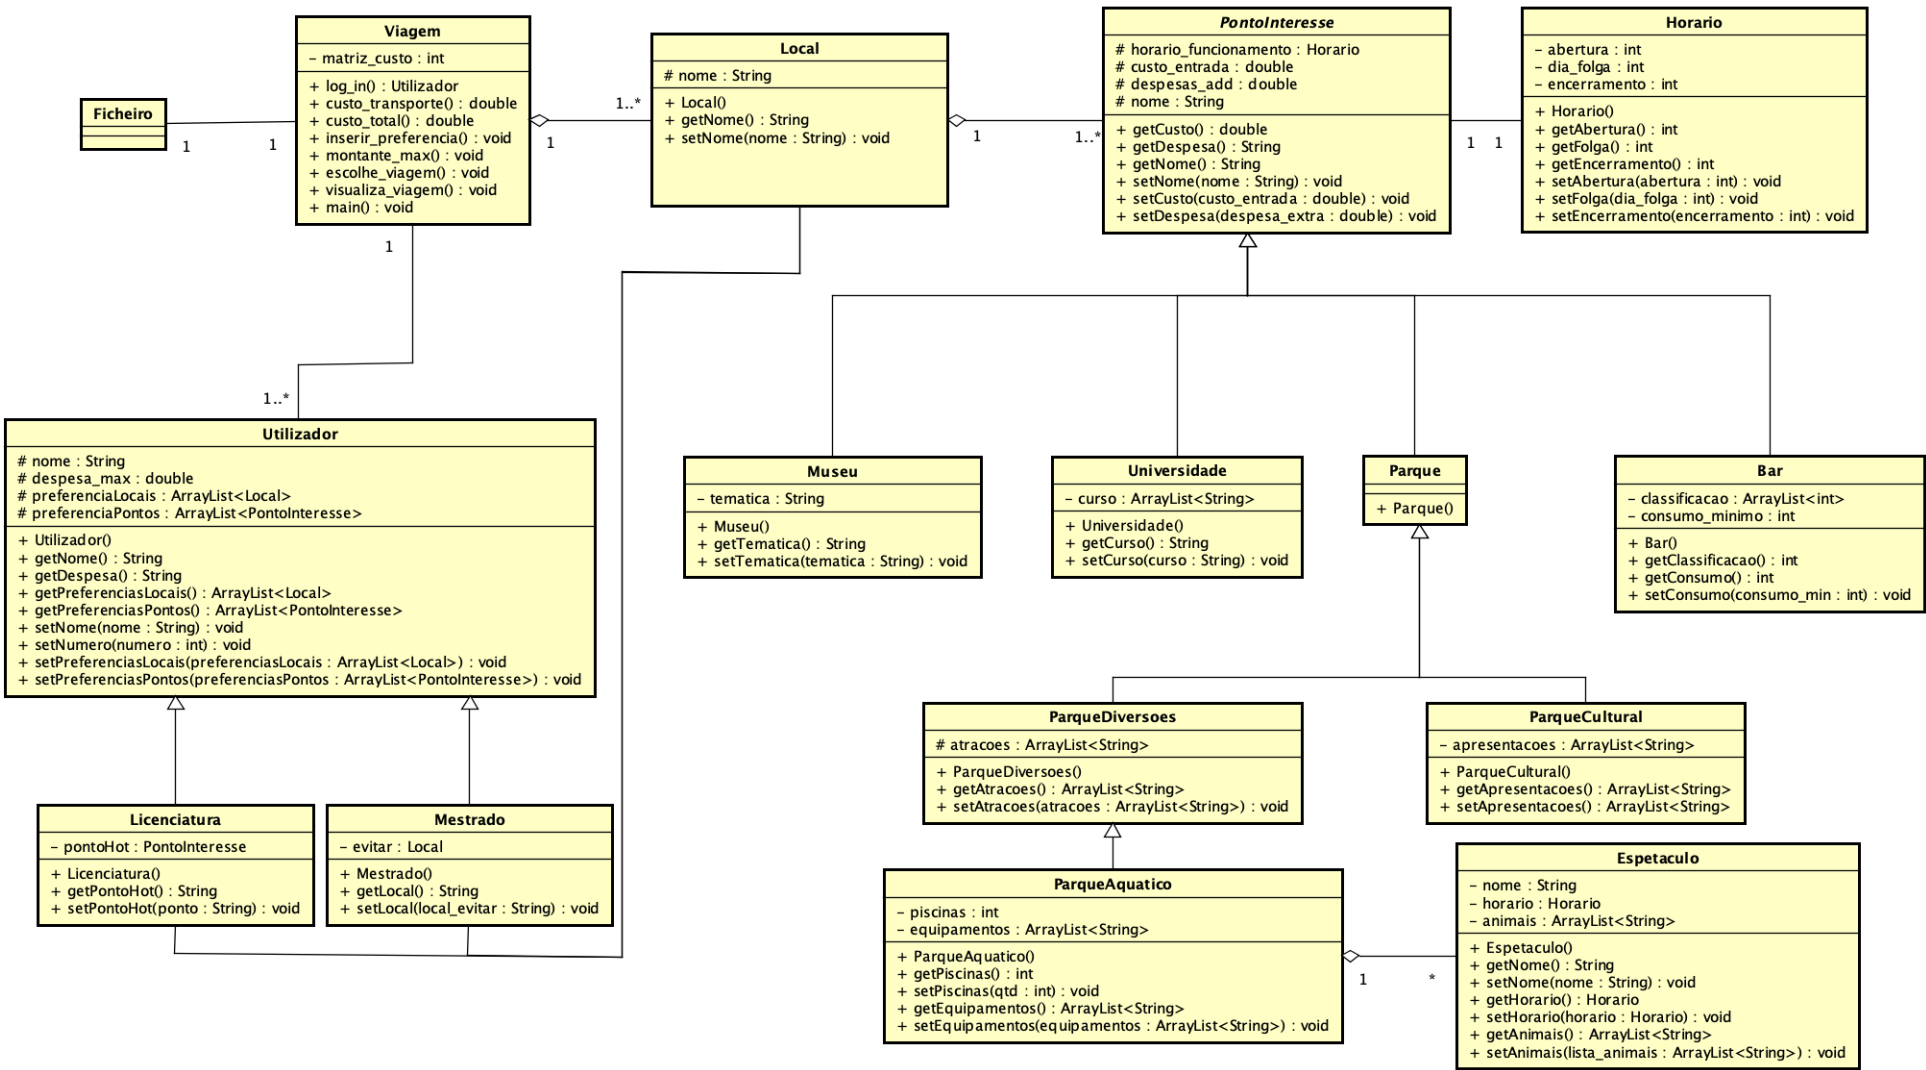 Ficheiro
1
1
Viagem
- matriz_custo : int
+ log_in() : Utilizador
+ custo_transporte() : double
+ custo_total() : double
+ inserir_preferencia() : void
+ montante_max() : void
+ escolhe_viagem() : void
+ visualiza_viagem() : void
+ main() : void
1
1..*
Local
# nome : String
+ Local()
+ getNome() : String
+ setNome(nome : String) : void
1
1..*
PontoInteresse
# horario_funcionamento : Horario
# custo_entrada : double
# despesas_add : double
# nome : String
+ getCusto() : double
+ getDespesa() : String
+ getNome() : String
+ setNome(nome : String) : void
+ setCusto(custo_entrada : double) : void
+ setDespesa(despesa_extra : double) : void
1
1
Horario
- abertura : int
- dia_folga : int
- encerramento : int
+ Horario()
+ getAbertura() : int
+ getFolga() : int
+ getEncerramento() : int
+ setAbertura(abertura : int) : void
+ setFolga(dia_folga : int) : void
+ setEncerramento(encerramento : int) : void
1
1..*
Utilizador
# nome : String
# despesa_max : double
# preferenciaLocais : ArrayList<Local>
# preferenciaPontos : ArrayList<PontoInteresse>
+ Utilizador()
+ getNome() : String
+ getDespesa() : String
+ getPreferenciasLocais() : ArrayList<Local>
+ getPreferenciasPontos() : ArrayList<PontoInteresse>
+ setNome(nome : String) : void
+ setNumero(numero : int) : void
+ setPreferenciasLocais(preferenciasLocais : ArrayList<Local>) : void
+ setPreferenciasPontos(preferenciasPontos : ArrayList<PontoInteresse>) : void
Museu
- tematica : String
+ Museu()
+ getTematica() : String
+ setTematica(tematica : String) : void
Universidade
- curso : ArrayList<String>
+ Universidade()
+ getCurso() : String
+ setCurso(curso : String) : void
Parque
+ Parque()
Bar
- classificacao : ArrayList<int>
- consumo_minimo : int
+ Bar()
+ getClassificacao() : int
+ getConsumo() : int
+ setConsumo(consumo_min : int) : void
ParqueDiversoes
# atracoes : ArrayList<String>
+ ParqueDiversoes()
+ getAtracoes() : ArrayList<String>
+ setAtracoes(atracoes : ArrayList<String>) : void
ParqueCultural
- apresentacoes : ArrayList<String>
+ ParqueCultural()
+ getApresentacoes() : ArrayList<String>
+ setApresentacoes() : ArrayList<String>
Licenciatura
- pontoHot : PontoInteresse
+ Licenciatura()
+ getPontoHot() : String
+ setPontoHot(ponto : String) : void
Mestrado
- evitar : Local
+ Mestrado()
+ getLocal() : String
+ setLocal(local_evitar : String) : void
ParqueAquatico
- piscinas : int
- equipamentos : ArrayList<String>
+ ParqueAquatico()
+ getPiscinas() : int
+ setPiscinas(qtd : int) : void
+ getEquipamentos() : ArrayList<String>
+ setEquipamentos(equipamentos : ArrayList<String>) : void
1
*
Espetaculo
- nome : String
- horario : Horario
- animais : ArrayList<String>
+ Espetaculo()
+ getNome() : String
+ setNome(nome : String) : void
+ getHorario() : Horario
+ setHorario(horario : Horario) : void
+ getAnimais() : ArrayList<String>
+ setAnimais(lista_animais : ArrayList<String>) : void